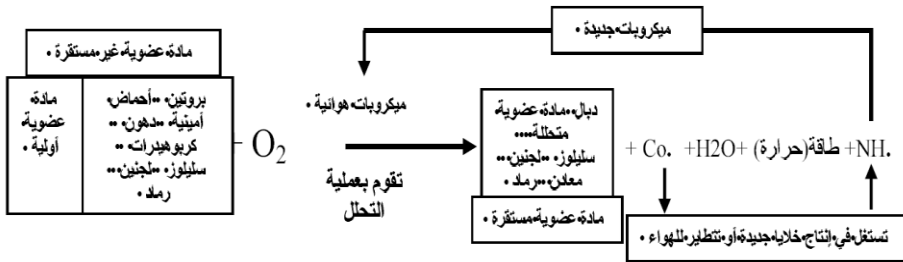 ميكروبات جديدة
مادة عضوية غير مستقرة
مادة
عضوية
أولية
بروتين، أحماض
أمينية، دهون،
كربوهيدرات،
سليلوز، لجنين،
رماد
- O₂
ميكروبات هوائية
تقوم بعملية
التحلل
دبال، مادة عضوية
متحللة،
سليلوز، لجنين،
معادن، رماد
مادة عضوية مستقرة
+ Co. +H2O+ طاقة(حرارة) +NH.
تستغل في إنتاج خلايا جديدة أو تتطاير للهواء